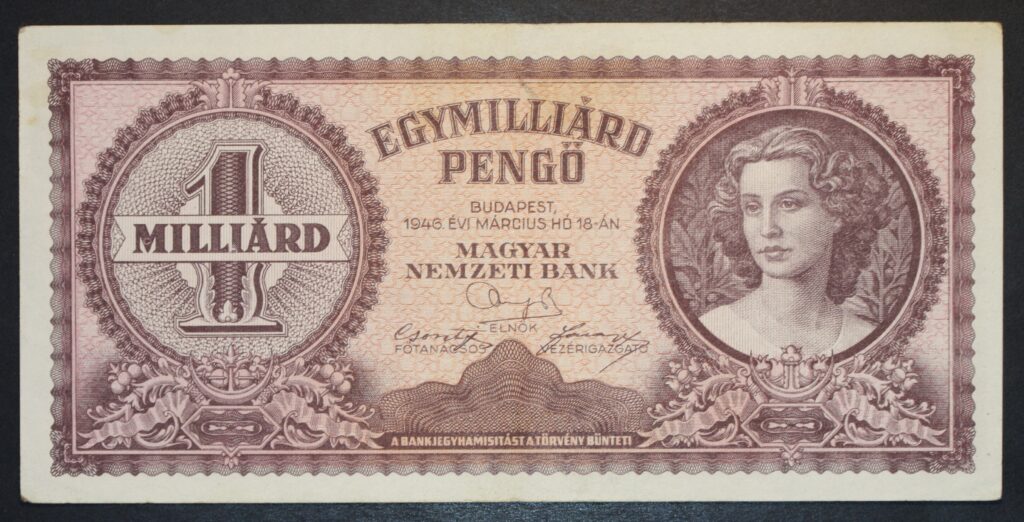 1
MILLIÁRD
EGYMILLIÁRD
PENGŐ
BUDAPEST,
1946. ÉVI MÁRCIUS HÓ 18-ÁN
MAGYAR
NEMZETI BANK
ELNÖK
FŐTANÁCSOS VEZÉRIGAZGATÓ
A BANKJEGYHAMISITÁST A TÖRVÉNY BÜNTETI